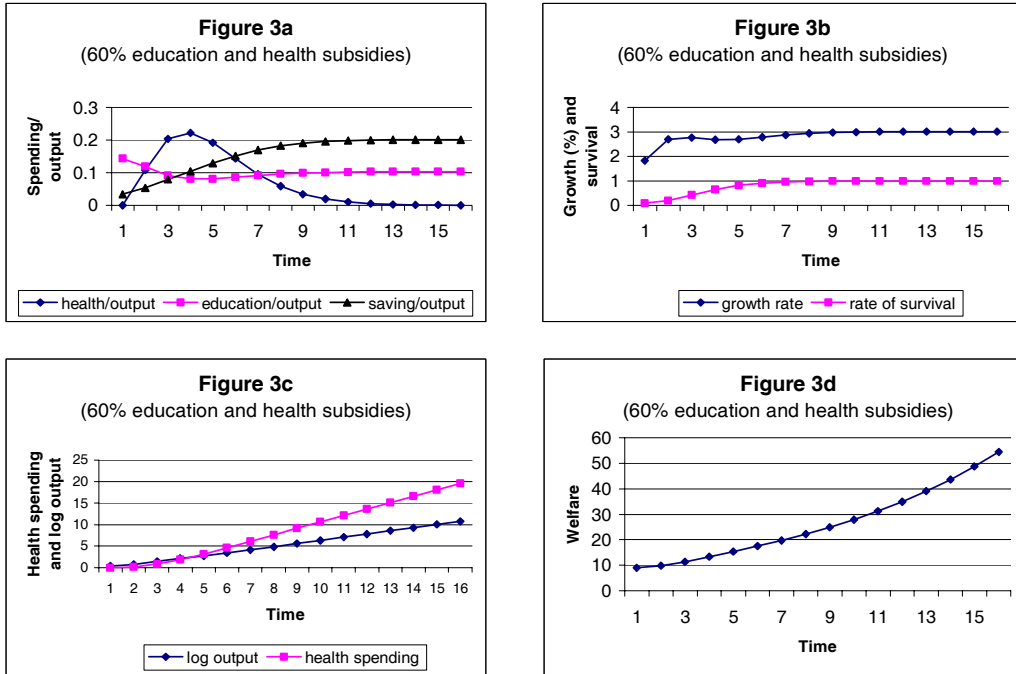 Figure 3a
(60% education and health subsidies)
Spending/
output
0.3
0.2
0.1
0
1 3 5 7 9 11 13 15
Time
health/output education/output saving/output
Figure 3b
(60% education and health subsidies)
Growth (%) and
survival
4
3
2
1
0
1 3 5 7 9 11 13 15
Time
growth rate rate of survival
Figure 3c
(60% education and health subsidies)
Health spending
and log output
25
20
15
10
5
0
1 2 3 4 5 6 7 8 9 10 11 12 13 14 15 16
Time
log output health spending
Figure 3d
(60% education and health subsidies)
Welfare
60
50
40
30
20
10
0
1 3 5 7 9 11 13 15
Time